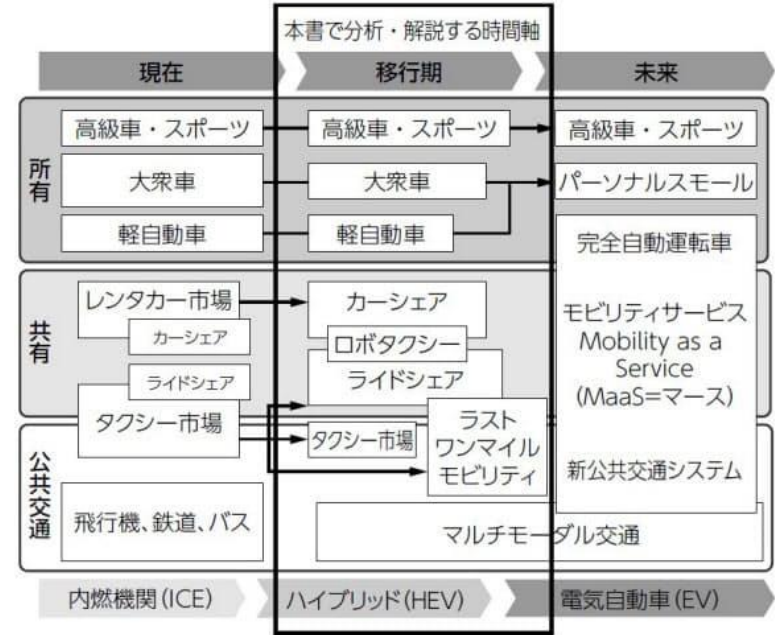 本書で分析・解説する時間軸
現在
移行期
未来
所有
高級車・スポーツ
高級車・スポーツ
高級車・スポーツ
大衆車
大衆車
パーソナルスモール
軽自動車
軽自動車
完全自動運転車
共有
レンタカー市場
カーシェア
カーシェア
ロボタクシー
ライドシェア
ライドシェア
モビリティサービス
Mobility as a
Service
(MaaS=マース)
公共交通
タクシー市場
タクシー市場
ラスト
ワンマイル
モビリティ
新公共交通システム
飛行機、鉄道、バス
マルチモーダル交通
内燃機関(ICE)
ハイブリッド(HEV)
電気自動車(EV)